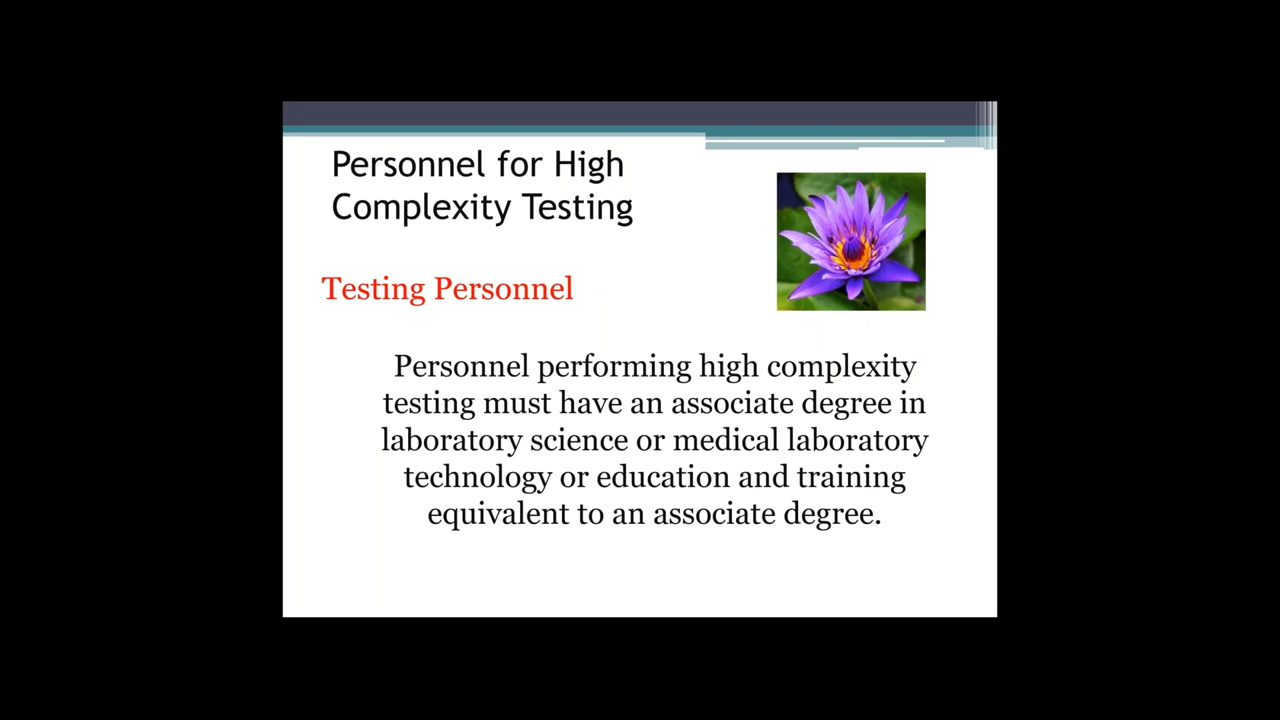 Personnel for High
Complexity Testing
Testing Personnel
Personnel performing high complexity
testing must have an associate degree in
laboratory science or medical laboratory
technology or education and training
equivalent to an associate degree.